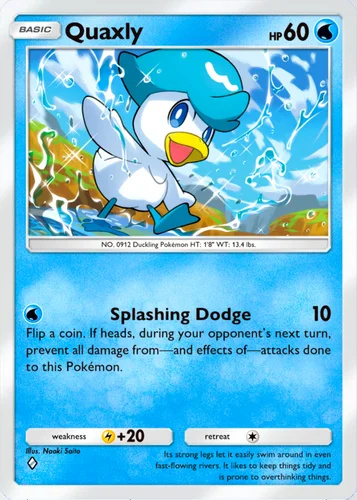 BASIC Quaxly HP 60
NO. 0912 Duckling Pokémon HT: 1'8" WT: 13.4 lbs.
Splashing Dodge 10
Flip a coin. If heads, during your opponent's next turn,
prevent all damage from—and effects of—attacks done
to this Pokémon.
weakness +20 retreat
Illus. Naoki Saito
Its strong legs let it easily swim around in even
fast-flowing rivers. It likes to keep things tidy and
is prone to overthinking things.